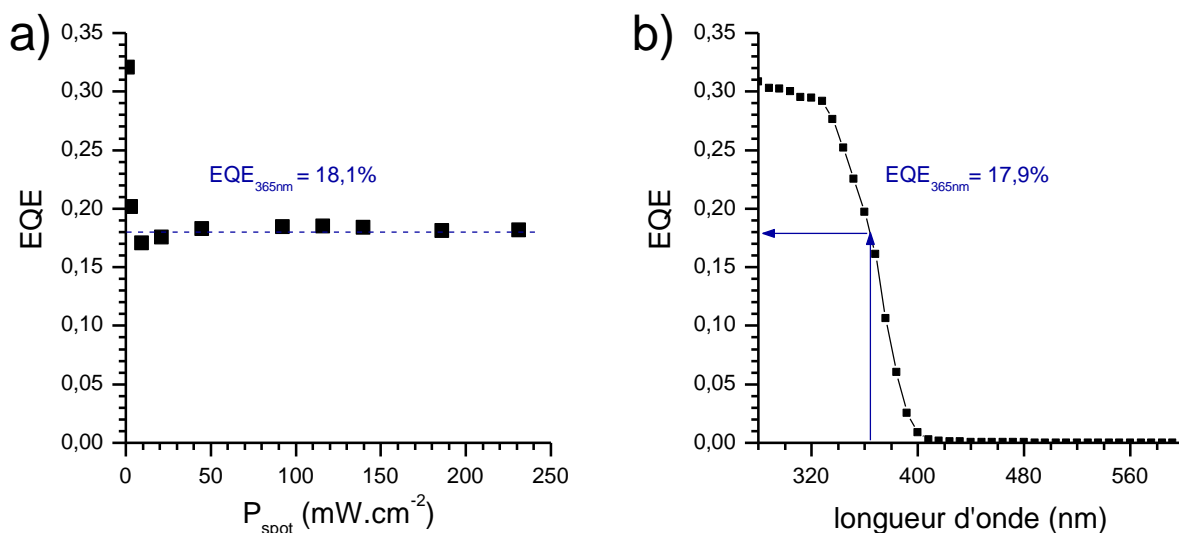 a)
EQE
0,35
0,30
0,25
0,20
0,15
0,10
0,05
0,00
EQE365nm = 18,1%
0 50 100 150 200 250
Pspot (mW.cm-2)
b)
EQE
0,35
0,30
0,25
0,20
0,15
0,10
0,05
0,00
EQE365nm = 17,9%
320 400 480 560
longueur d'onde (nm)